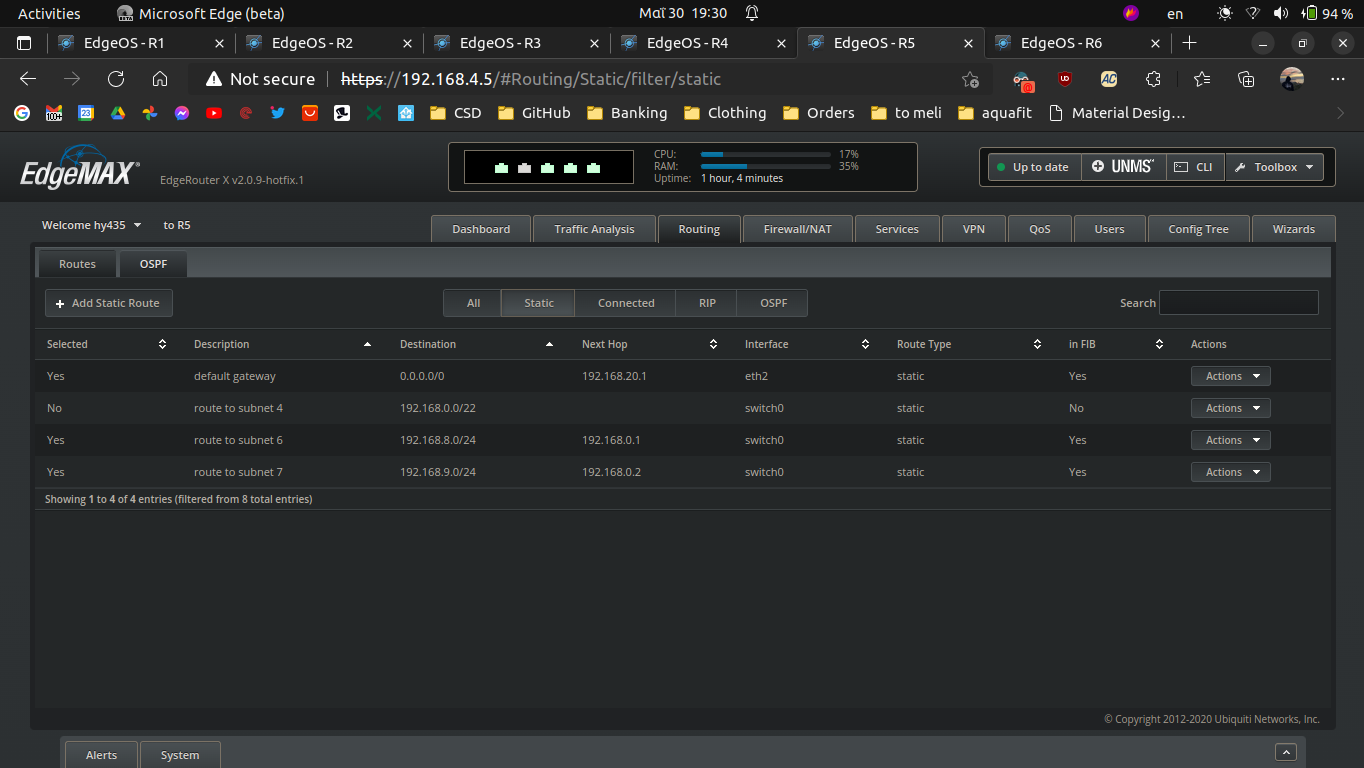 Activities Microsoft Edge (beta) Μαΐ 30 19:30 en 94 %
EdgeOS - R1 EdgeOS - R2 EdgeOS - R3 EdgeOS - R4 EdgeOS - R5 EdgeOS - R6
Not secure https://192.168.4.5/#Routing/Static/filter/static
CSD GitHub Banking Clothing Orders to meli aquafit Material Desig…
EdgeMAX EdgeRouter X v2.0.9-hotfix.1
CPU: 17%
RAM: 35%
Uptime: 1 hour, 4 minutes
Up to date UNMS CLI Toolbox
Welcome hy435 to R5
Dashboard Traffic Analysis Routing Firewall/NAT Services VPN QoS Users Config Tree Wizards
Routes OSPF
Add Static Route All Static Connected RIP OSPF Search
Selected Description Destination Next Hop Interface Route Type in FIB Actions
Yes default gateway 0.0.0.0/0 192.168.20.1 eth2 static Yes Actions
No route to subnet 4 192.168.0.0/22 switch0 static No Actions
Yes route to subnet 6 192.168.8.0/24 192.168.0.1 switch0 static Yes Actions
Yes route to subnet 7 192.168.9.0/24 192.168.0.2 switch0 static Yes Actions
Showing 1 to 4 of 4 entries (filtered from 8 total entries)
© Copyright 2012-2020 Ubiquiti Networks, Inc.
Alerts System